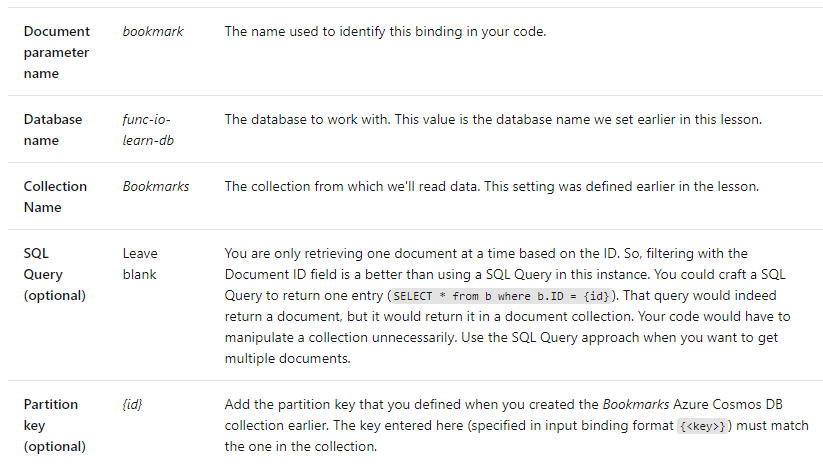 Document parameter name
bookmark
The name used to identify this binding in your code.
Database name
func-io-learn-db
The database to work with. This value is the database name we set earlier in this lesson.
Collection Name
Bookmarks
The collection from which we'll read data. This setting was defined earlier in the lesson.
SQL Query (optional)
Leave blank
You are only retrieving one document at a time based on the ID. So, filtering with the
Document ID field is a better than using a SQL Query in this instance. You could craft a SQL
Query to return one entry (SELECT * from b where b.ID = {id}). That query would indeed
return a document, but it would return it in a document collection. Your code would have to
manipulate a collection unnecessarily. Use the SQL Query approach when you want to get
multiple documents.
Partition key (optional)
{id}
Add the partition key that you defined when you created the Bookmarks Azure Cosmos DB
collection earlier. The key entered here (specified in input binding format {<key>}) must match
the one in the collection.